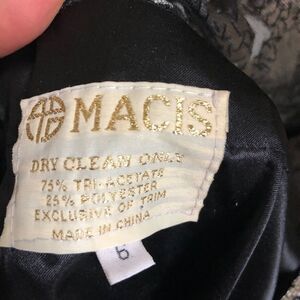 MACIS
DRY CLEAN ONLY
75% TRI-ACETATE
25% POLYESTER
EXCLUSIVE OF TRIM
MADE IN CHINA
6